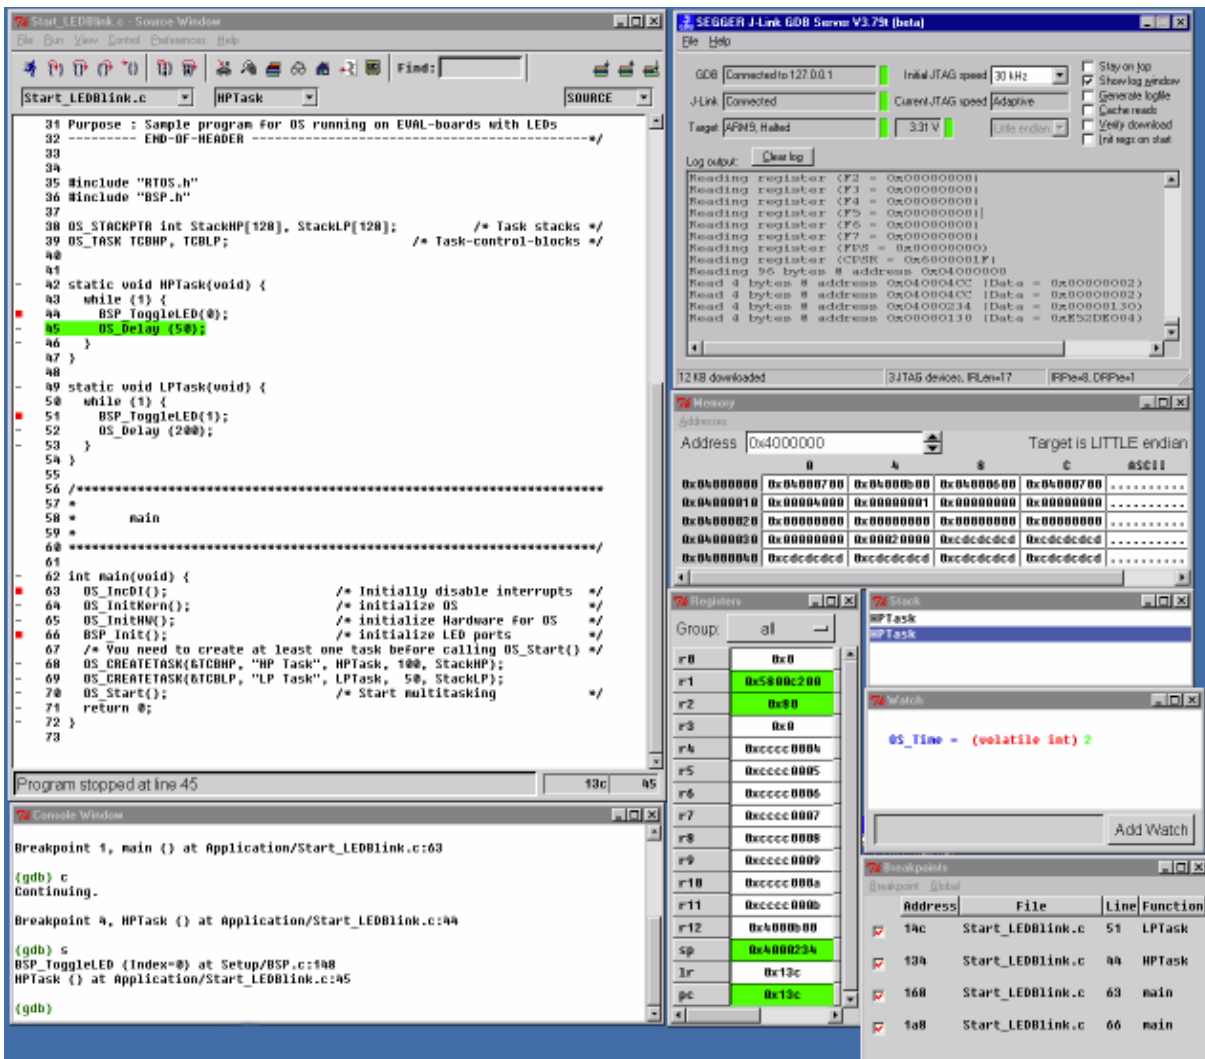 Start_LEDBlink.c - Source Window
File Run View Control Preferences Help
Find:
Start_LEDBlink.c HPTask SOURCE
31 Purpose : Sample program for OS running on EVAL-boards with LEDs
32 --------- END-OF-HEADER --------------------------------------*/
33
34
35 #include "RTOS.h"
36 #include "BSP.h"
37
38 OS_STACKPTR int StackHP[128], StackLP[128]; /* Task stacks */
39 OS_TASK TCBHP, TCBLP; /* Task-control-blocks */
40
41
42 static void HPTask(void) {
43 while (1) {
44 BSP_ToggleLED(0);
45 OS_Delay (50);
46 }
47 }
48
49 static void LPTask(void) {
50 while (1) {
51 BSP_ToggleLED(1);
52 OS_Delay (200);
53 }
54 }
55
56 /*********************************************************************
57 *
58 * main
59 *
60 **********************************************************************/
61
62 int main(void) {
63 OS_IncDI(); /* Initially disable interrupts */
64 OS_InitKern(); /* initialize OS */
65 OS_InitHW(); /* initialize Hardware for OS */
66 BSP_Init(); /* initialize LED ports */
67 /* You need to create at least one task before calling OS_Start() */
68 OS_CREATETASK(&TCBHP, "HP Task", HPTask, 100, StackHP);
69 OS_CREATETASK(&TCBLP, "LP Task", LPTask, 50, StackLP);
70 OS_Start(); /* Start multitasking */
71 return 0;
72 }
73
Program stopped at line 45 13c 45
Console Window
Breakpoint 1, main () at Application/Start_LEDBlink.c:63
(gdb) c
Continuing.
Breakpoint 4, HPTask () at Application/Start_LEDBlink.c:44
(gdb) s
BSP_ToggleLED (Index=0) at Setup/BSP.c:148
HPTask () at Application/Start_LEDBlink.c:45
(gdb)
SEGGER J-Link GDB Server V3.79t (beta)
File Help
GDB Connected to 127.0.0.1 Initial JTAG speed 30 kHz
J-Link Connected Current JTAG speed Adaptive
Target ARM9, Halted 3.31 V Little endian
Stay on top
Show log window
Generate logfile
Cache reads
Verify download
Init regs on start
Log output: Clear log
Reading register (F2 = 0x00000000)
Reading register (F3 = 0x00000000)
Reading register (F4 = 0x00000000)
Reading register (F5 = 0x00000000)
Reading register (F6 = 0x00000000)
Reading register (F7 = 0x00000000)
Reading register (FPS = 0x00000000)
Reading register (CPSR = 0x6000001F)
Reading 96 bytes @ address 0x04000000
Read 4 bytes @ address 0x040004CC (Data = 0x00000002)
Read 4 bytes @ address 0x040004CC (Data = 0x00000002)
Read 4 bytes @ address 0x04000234 (Data = 0x00000130)
Read 4 bytes @ address 0x00000130 (Data = 0xE52DE004)
12 KB downloaded 3 JTAG devices, IRLen=17 IRPre=8, DRPre=1
Memory
Addresses
Address 0x4000000 Target is LITTLE endian
0 4 8 C ASCII
0x04000000 0x04000700 0x04000b00 0x04000600 0x04000700 ..........
0x04000010 0x00004000 0x00000001 0x00000000 0x00000000 ..........
0x04000020 0x00000000 0x00000000 0x00000000 0x00000000 ..........
0x04000030 0x00000000 0x00020000 0xcdcdcdcd 0xcdcdcdcd ..........
0x04000040 0xcdcdcdcd 0xcdcdcdcd 0xcdcdcdcd 0xcdcdcdcd ..........
Registers
Group: all
r0 0x0
r1 0x5800c200
r2 0x80
r3 0x0
r4 0xcccc0004
r5 0xcccc0005
r6 0xcccc0006
r7 0xcccc0007
r8 0xcccc0008
r9 0xcccc0009
r10 0xcccc000a
r11 0xcccc000b
r12 0x4000b00
sp 0x4000234
lr 0x13c
pc 0x13c
Stack
HPTask
HPTask
Watch
OS_Time = (volatile int) 2
Add Watch
Breakpoints
Breakpoint Global
Address File Line Function
14c Start_LEDBlink.c 51 LPTask
134 Start_LEDBlink.c 44 HPTask
168 Start_LEDBlink.c 63 main
1a8 Start_LEDBlink.c 66 main